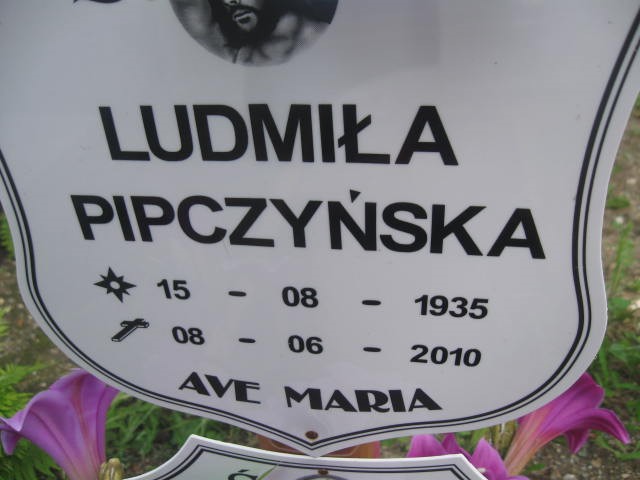 LUDMIŁA
PIPCZYŃSKA
15 - 08 - 1935
08 - 06 - 2010
AVE MARIA